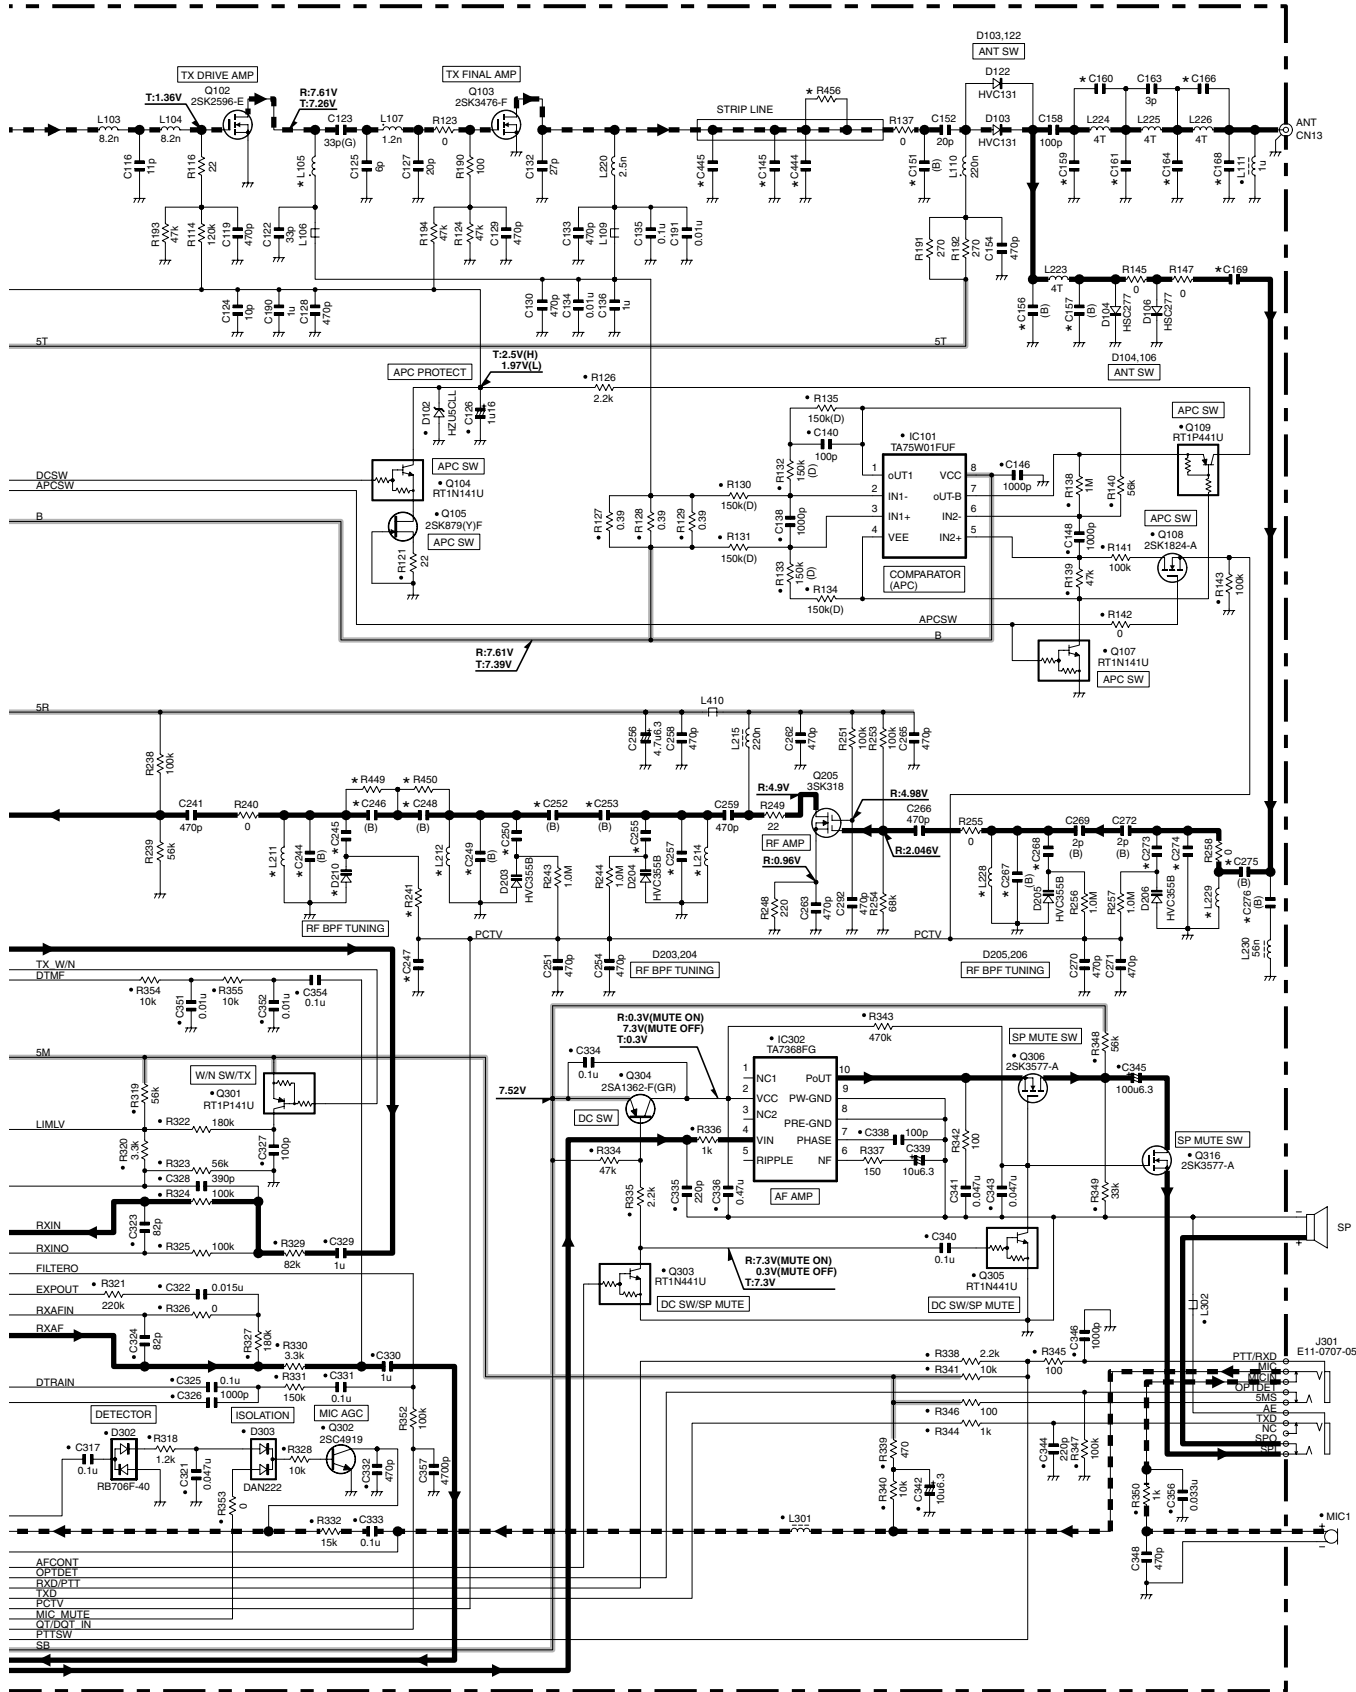 D103,122
ANT SW
TX DRIVE AMP
Q102
2SK2596-E
T:1.36V
R:7.61V
T:7.26V
TX FINAL AMP
Q103
2SK3476-F
D122
HVC131
* C160
C163
3p
* C166
* R456
STRIP LINE
L103
8.2n
L104
8.2n
C123
33p(G)
L107
1.2n
R123
0
R137
0
C152
20p
D103
HVC131
C158
100p
L224
4T
L225
4T
L226
4T
ANT
CN13
C116
11p
R116
22
* L105
C125
6p
C127
20p
R190
100
C132
27p
L220
2.5n
* C445
* C145
* C444
* C151
(B)
L110
220n
* C159
* C161
* C164
* C168
• L111
1u
R193
47k
R114
120k
C119
470p
C122
33p
L106
R194
47k
R124
47k
C129
470p
C133
470p
L109
C135
0.1u
C191
0.01u
R191
270
R192
270
C154
470p
L223
4T
R145
0
R147
0
* C169
C124
10p
C190
1u
C128
470p
C130
470p
C134
0.01u
C136
1u
* C156
(B)
* C157
(B)
D104
HSC277
D106
HSC277
5T
5T
D104,106
ANT SW
APC PROTECT
T:2.5V(H)
1.97V(L)
• R126
2.2k
• D102
HZU5CLL
• C126
1u16
• R135
150k(D)
• C140
100p
• IC101
TA75W01FUF
APC SW
• Q109
RT1P441U
APC SW
• Q104
RT1N141U
DCSW
APCSW
• R132
150k
(D)
1
2
3
4
oUT1
IN1-
IN1+
VEE
VCC
oUT-B
IN2-
IN2+
8
7
6
5
• C146
1000p
• R138
1M
• R140
56k
• R130
150k(D)
B
• Q105
2SK879(Y)F
APC SW
• R127
0.39
• R128
0.39
• R129
0.39
• C138
1000p
• C148
1000p
APC SW
• Q108
2SK1824-A
• R131
150k(D)
• R121
22
• R133
150k
(D)
• R134
150k(D)
COMPARATOR
(APC)
• R139
47k
• R141
100k
• R143
100k
APCSW
B
• R142
0
R:7.61V
T:7.39V
• Q107
RT1N141U
APC SW
5R
L410
R238
100k
C256
4.7u6.3
C258
470p
L215
220n
C262
470p
R251
100k
R253
100k
C265
470p
* R449
* R450
Q205
3SK318
R:4.9V
R:4.98V
C241
470p
R240
0
* C246
(B)
* C248
(B)
* C252
(B)
* C253
(B)
C259
470p
R249
22
RF AMP
C266
470p
R255
0
C269
2p
(B)
C272
2p
(B)
R258
0
R:2.046V
R239
56k
* L211
* C244
(B)
* C245
* D210
* L212
* C249
(B)
* C250
D203
HVC355B
R243
1.0M
R244
1.0M
* C255
D204
HVC355B
* C257
* L214
R:0.96V
* L228
* C267
(B)
* C268
D205
HVC355B
R256
1.0M
R257
1.0M
* C273
D206
HVC355B
* C274
* L229
* C275
(B)
* C276
(B)
* R241
R248
220
C263
470p
C292
470p
R254
68k
RF BPF TUNING
PCTV
PCTV
* C247
C251
470p
C254
470p
D203,204
RF BPF TUNING
D205,206
RF BPF TUNING
C270
470p
C271
470p
L230
56n
TX_W/N
DTMF
• R354
10k
• C351
0.01u
• R355
10k
• C352
0.01u
• C354
0.1u
R:0.3V(MUTE ON)
7.3V(MUTE OFF)
T:0.3V
• R343
470k
• R348
56k
5M
W/N SW/TX
• Q301
RT1P141U
• C334
0.1u
• IC302
TA7368FG
SP MUTE SW
• Q306
2SK3577-A
• C345
100u6.3
• R319
56k
7.52V
• Q304
2SA1362-F(GR)
DC SW
1
2
3
4
5
NC1
VCC
NC2
VIN
RIPPLE
PoUT
PW-GND
PRE-GND
PHASE
NF
10
9
8
7
6
LIMLV
• R322
180k
• R320
3.3k
• C327
100p
• R336
1k
• C338
100p
• R342
100
SP MUTE SW
• Q316
2SK3577-A
• R323
56k
• C328
390p
• R324
100k
• R334
47k
• R335
2.2k
• R337
150
• C339
10u6.3
• C335
220p
• C336
0.47u
AF AMP
• C341
0.047u
• C343
0.047u
• R349
33k
RXIN
• C323
82p
RXINO
• R325
100k
• R329
82k
• C329
1u
SP
FILTERO
• C340
0.1u
R:7.3V(MUTE ON)
0.3V(MUTE OFF)
T:7.3V
• Q303
RT1N441U
DC SW/SP MUTE
• Q305
RT1N441U
DC SW/SP MUTE
EXPOUT
• R321
220k
• C322
0.015u
RXAFIN
• R326
0
• L302
RXAF
• C324
82p
• R327
180k
• R330
3.3k
• C330
1u
• C346
1000p
J301
E11-0707-05
• R338
2.2k
• R341
10k
• R345
100
PTT/RXD
MIC
MICIN
OPTDET
5MS
AE
TXD
NC
SPO
SPI
DTRAIN
• C325
0.1u
• C326
1000p
• R331
150k
• C331
0.1u
• R346
100
• R344
1k
DETECTOR
• D302
RB706F-40
ISOLATION
• D303
DAN222
MIC AGC
• Q302
2SC4919
• R352
100k
• C317
0.1u
• R318
1.2k
• C321
0.047u
• R328
10k
• C332
470p
• C357
4700p
• R339
470
• C344
220p
• R347
100k
• R353
0
• R340
10k
• C342
10u6.3
• R350
1k
• C356
0.033u
• R332
15k
• C333
0.1u
• L301
• MIC1
C348
470p
AFCONT
OPTDET
RXD/PTT
TXD
PCTV
MIC_MUTE
QT/DQT_IN
PTTSW
SB